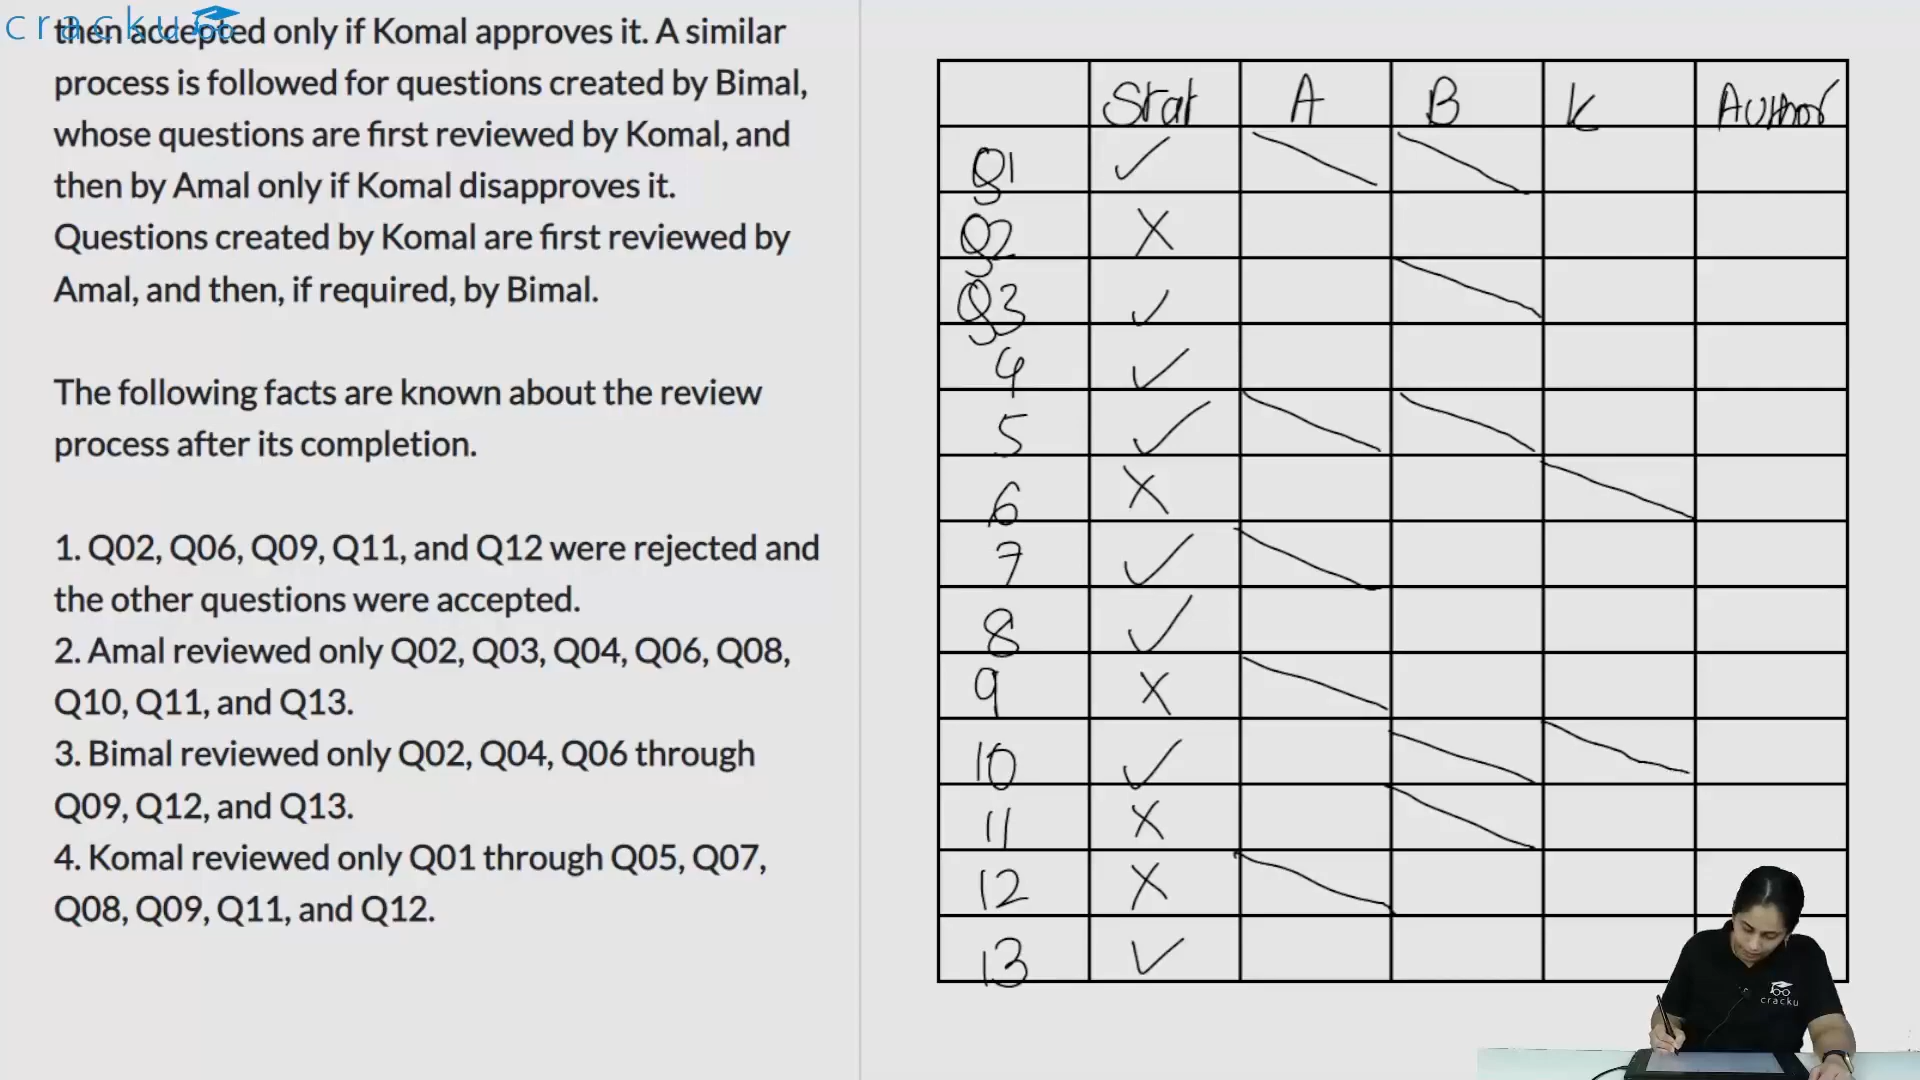 cracku
then accepted only if Komal approves it. A similar
process is followed for questions created by Bimal,
whose questions are first reviewed by Komal, and
then by Amal only if Komal disapproves it.
Questions created by Komal are first reviewed by
Amal, and then, if required, by Bimal.
The following facts are known about the review
process after its completion.
1. Q02, Q06, Q09, Q11, and Q12 were rejected and
the other questions were accepted.
2. Amal reviewed only Q02, Q03, Q04, Q06, Q08,
Q10, Q11, and Q13.
3. Bimal reviewed only Q02, Q04, Q06 through
Q09, Q12, and Q13.
4. Komal reviewed only Q01 through Q05, Q07,
Q08, Q09, Q11, and Q12.
Stat A B K Author
Q1 ✓
Q2 X
Q3 ✓
4 ✓
5 ✓
6 X
7 ✓
8 ✓
9 X
10 ✓
11 X
12 X
13 ✓
cracku